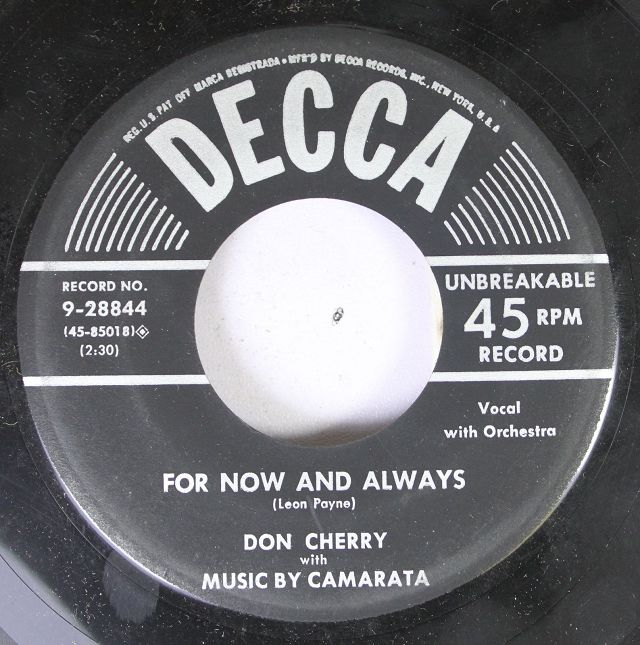 REG. U.S. PAT OFF MARCA REGISTRADA • MFR'D BY DECCA RECORDS, INC., NEW YORK, U.S.A
DECCA
RECORD NO.
9-28844
(45-85018)
(2:30)
UNBREAKABLE
45 RPM
RECORD
Vocal
with Orchestra
FOR NOW AND ALWAYS
(Leon Payne)
DON CHERRY
with
MUSIC BY CAMARATA